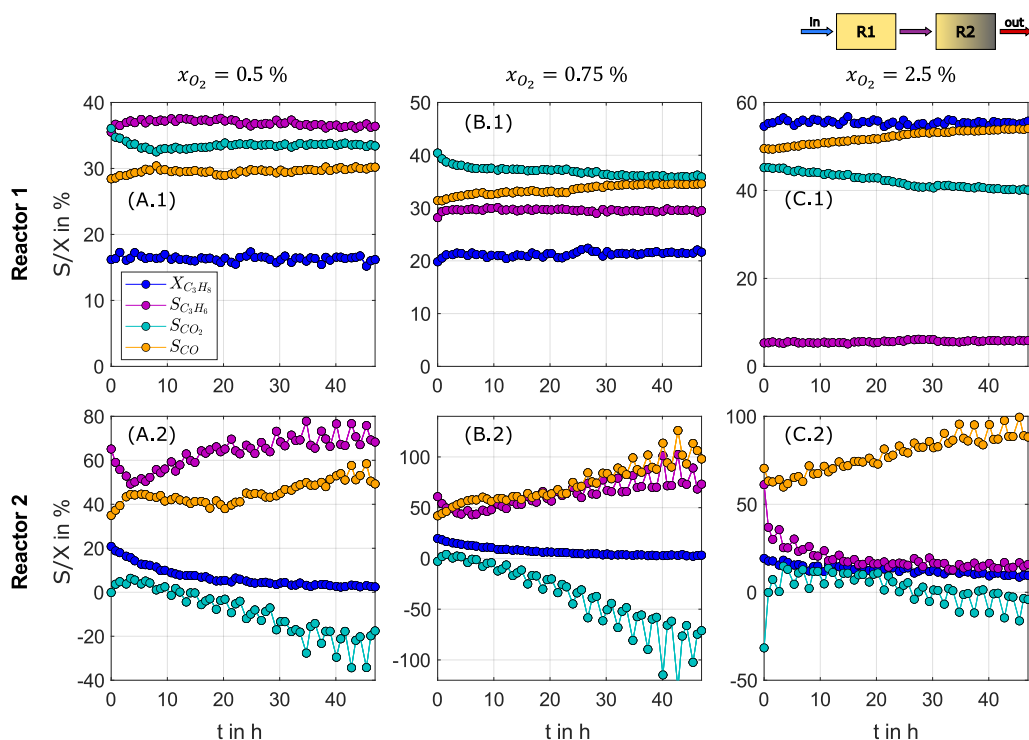 in R1 R2 out
x_{O_2} = 0.5 % x_{O_2} = 0.75 % x_{O_2} = 2.5 %
Reactor 1
S/X in %
40
30
20
10
0
(A.1)
X_{C_3H_8}
S_{C_3H_6}
S_{CO_2}
S_{CO}
0 10 20 30 40
50
40
30
20
10
0
(B.1)
0 10 20 30 40
60
40
20
0
(C.1)
0 10 20 30 40
Reactor 2
S/X in %
80
60
40
20
0
-20
-40
(A.2)
0 10 20 30 40
t in h
100
50
0
-50
-100
(B.2)
0 10 20 30 40
t in h
100
50
0
-50
(C.2)
0 10 20 30 40
t in h